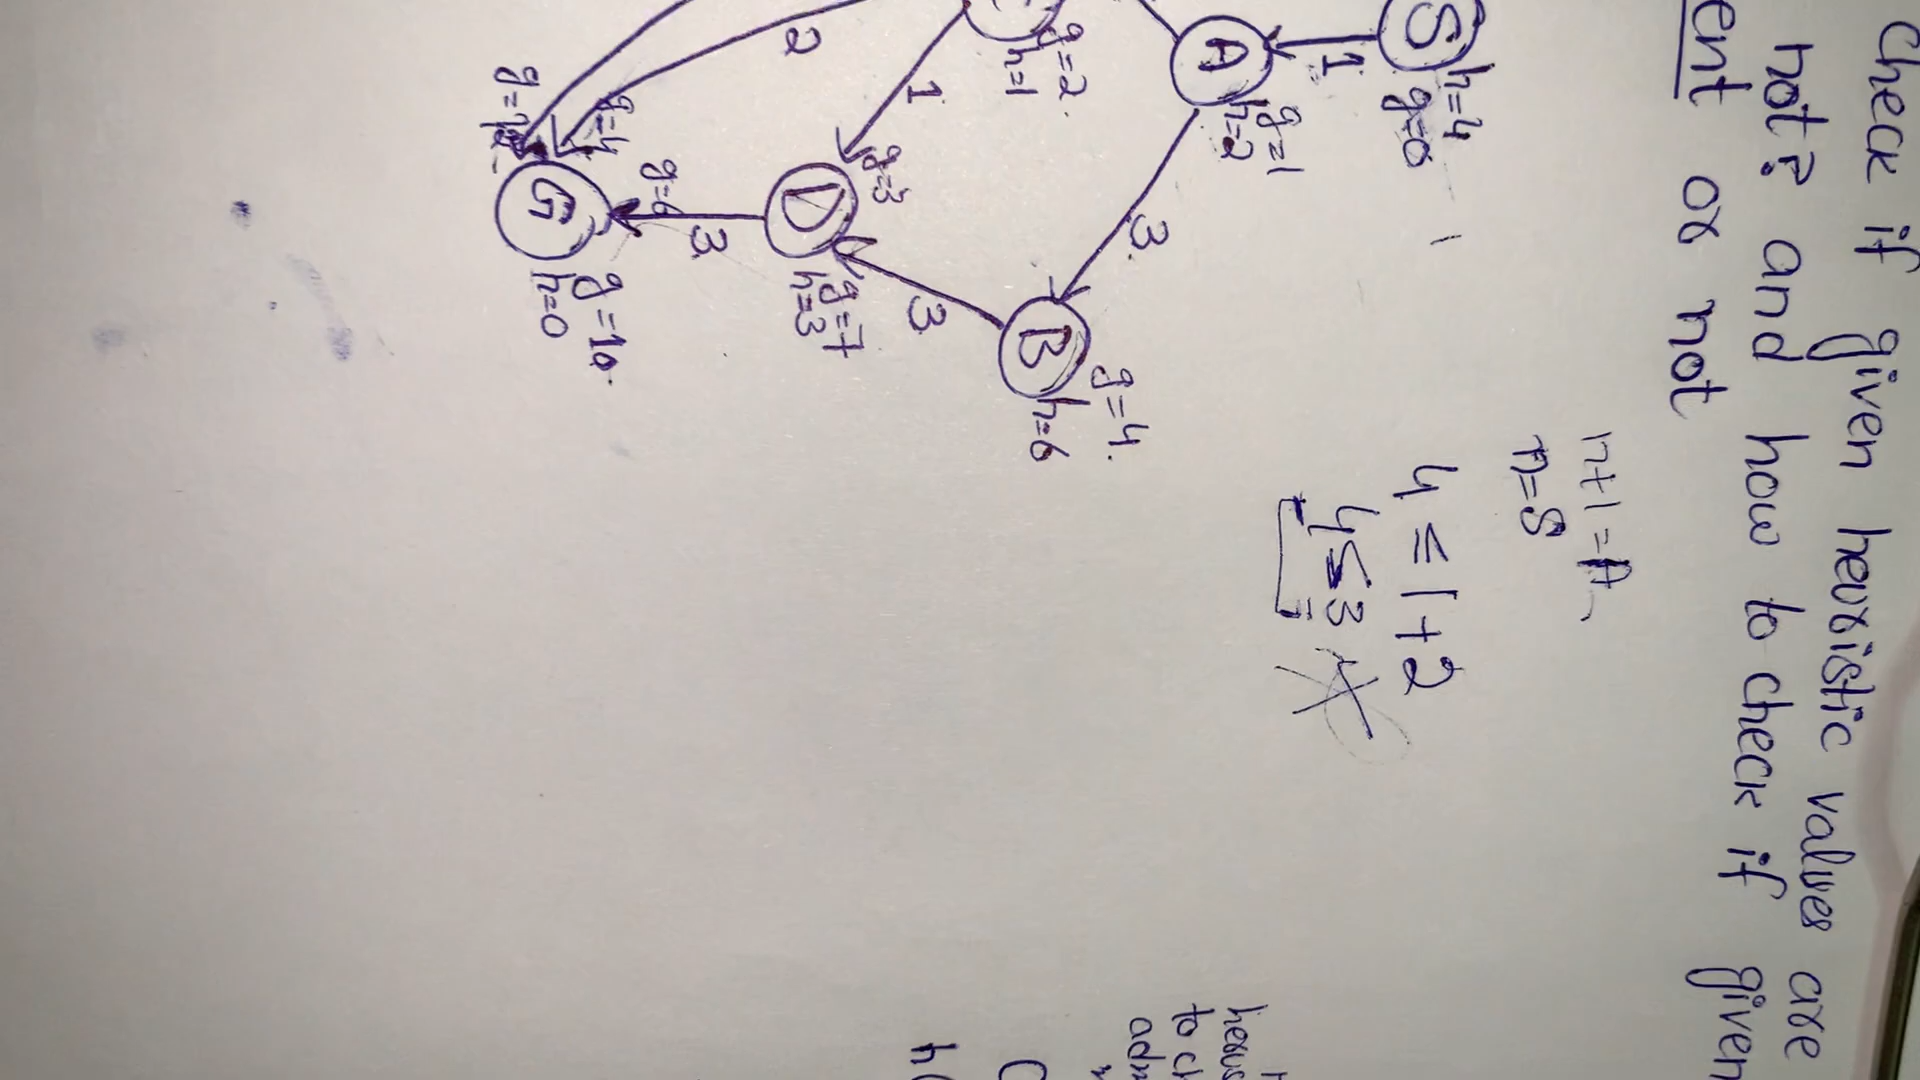 Check if given heuristic values are
not? and how to check if given
ent or not
n+1=A
n=S
4 ≤ 1+2
4≤3
S
h=4
g=0
1
A
g=1
h=2
3
B
g=4.
h=6
g=2
h=1
1
3
D
g=3
g=7
h=3
2
3
g=4
g=6
G
g=10.
h=0
to
h(